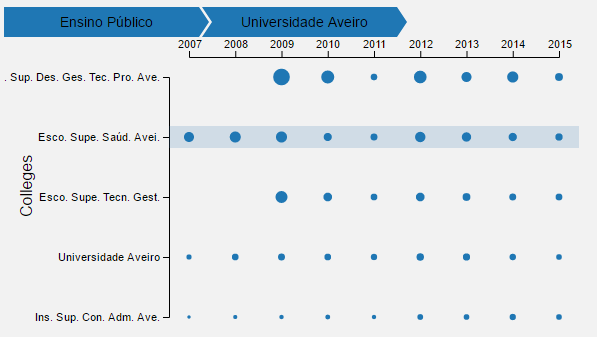 Ensino Público Universidade Aveiro
2007 2008 2009 2010 2011 2012 2013 2014 2015
. Sup. Des. Ges. Tec. Pro. Ave.
Esco. Supe. Saúd. Avei.
Colleges
Esco. Supe. Tecn. Gest.
Universidade Aveiro
Ins. Sup. Con. Adm. Ave.